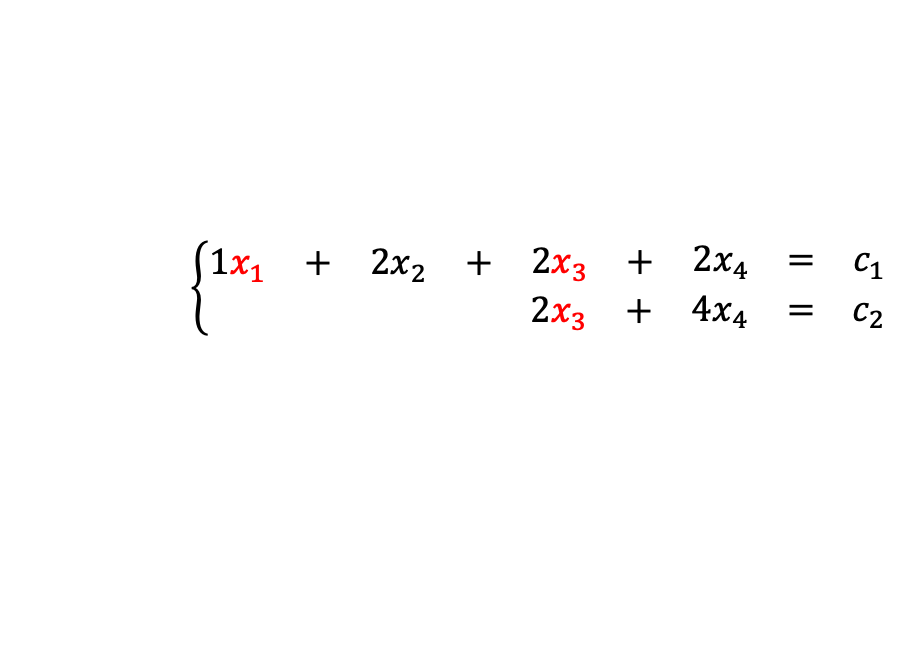 1x₁ + 2x₂ + 2x₃ + 2x₄ = c₁
2x₃ + 4x₄ = c₂